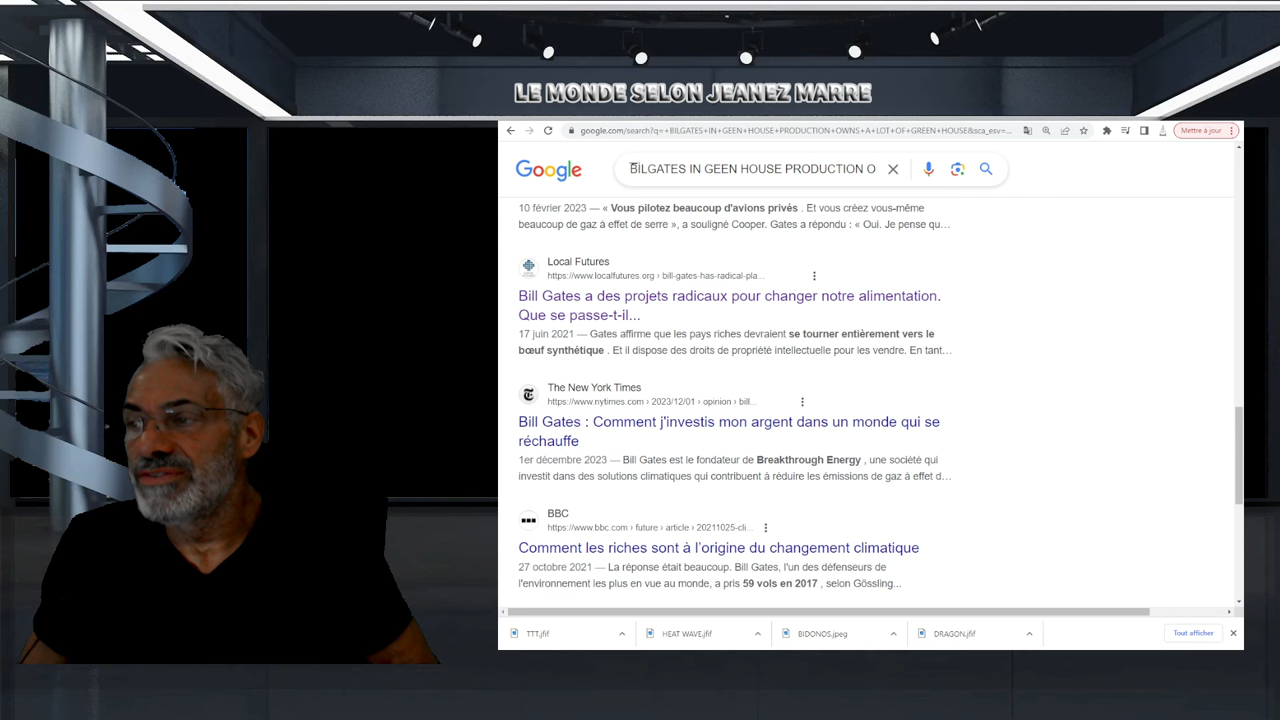 LE MONDE SELON JEANEZ MARRE
google.com/search?q=+BILGATES+IN+GEEN+HOUSE+PRODUCTION+OWNS+A+LOT+OF+GREEN+HOUSE&sca_esv=...
Mettre à jour
Google
BILGATES IN GEEN HOUSE PRODUCTION O
10 février 2023 — « Vous pilotez beaucoup d'avions privés . Et vous créez vous-même
beaucoup de gaz à effet de serre », a souligné Cooper. Gates a répondu : « Oui. Je pense qu...
Local Futures
https://www.localfutures.org › bill-gates-has-radical-pla...
Bill Gates a des projets radicaux pour changer notre alimentation.
Que se passe-t-il...
17 juin 2021 — Gates affirme que les pays riches devraient se tourner entièrement vers le
bœuf synthétique . Et il dispose des droits de propriété intellectuelle pour les vendre. En tant...
The New York Times
https://www.nytimes.com › 2023/12/01 › opinion › bill...
Bill Gates : Comment j'investis mon argent dans un monde qui se
réchauffe
1er décembre 2023 — Bill Gates est le fondateur de Breakthrough Energy , une société qui
investit dans des solutions climatiques qui contribuent à réduire les émissions de gaz à effet d...
BBC
https://www.bbc.com › future › article › 20211025-cli...
Comment les riches sont à l'origine du changement climatique
27 octobre 2021 — La réponse était beaucoup. Bill Gates, l'un des défenseurs de
l'environnement les plus en vue au monde, a pris 59 vols en 2017 , selon Gössling...
TTT.jfif
HEAT WAVE.jfif
BIDONOS.jpeg
DRAGON.jfif
Tout afficher